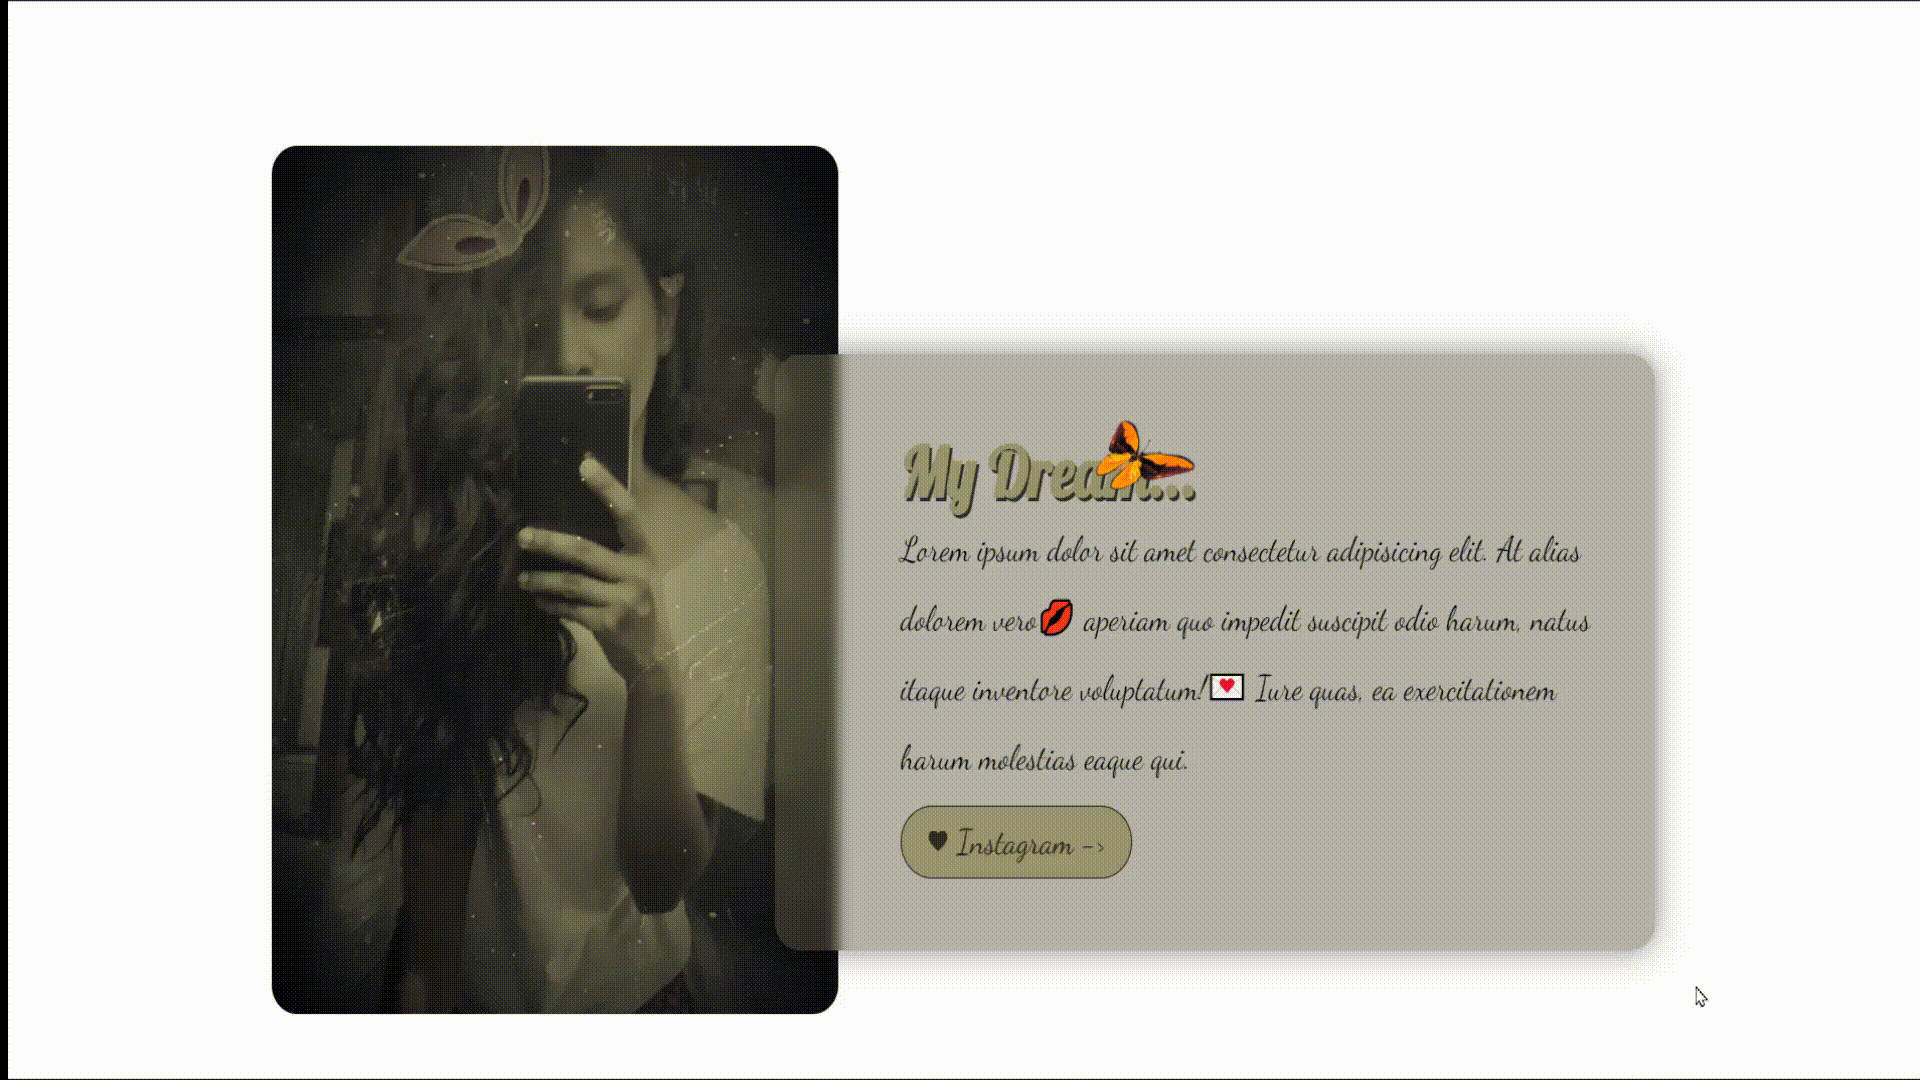 My Dream...
Lorem ipsum dolor sit amet consectetur adipisicing elit. At alias
dolorem vero💋 aperiam quo impedit suscipit odio harum, natus
itaque inventore voluptatum!💌 Iure quas, ea exercitationem
harum molestias eaque qui.
♥ Instagram ->